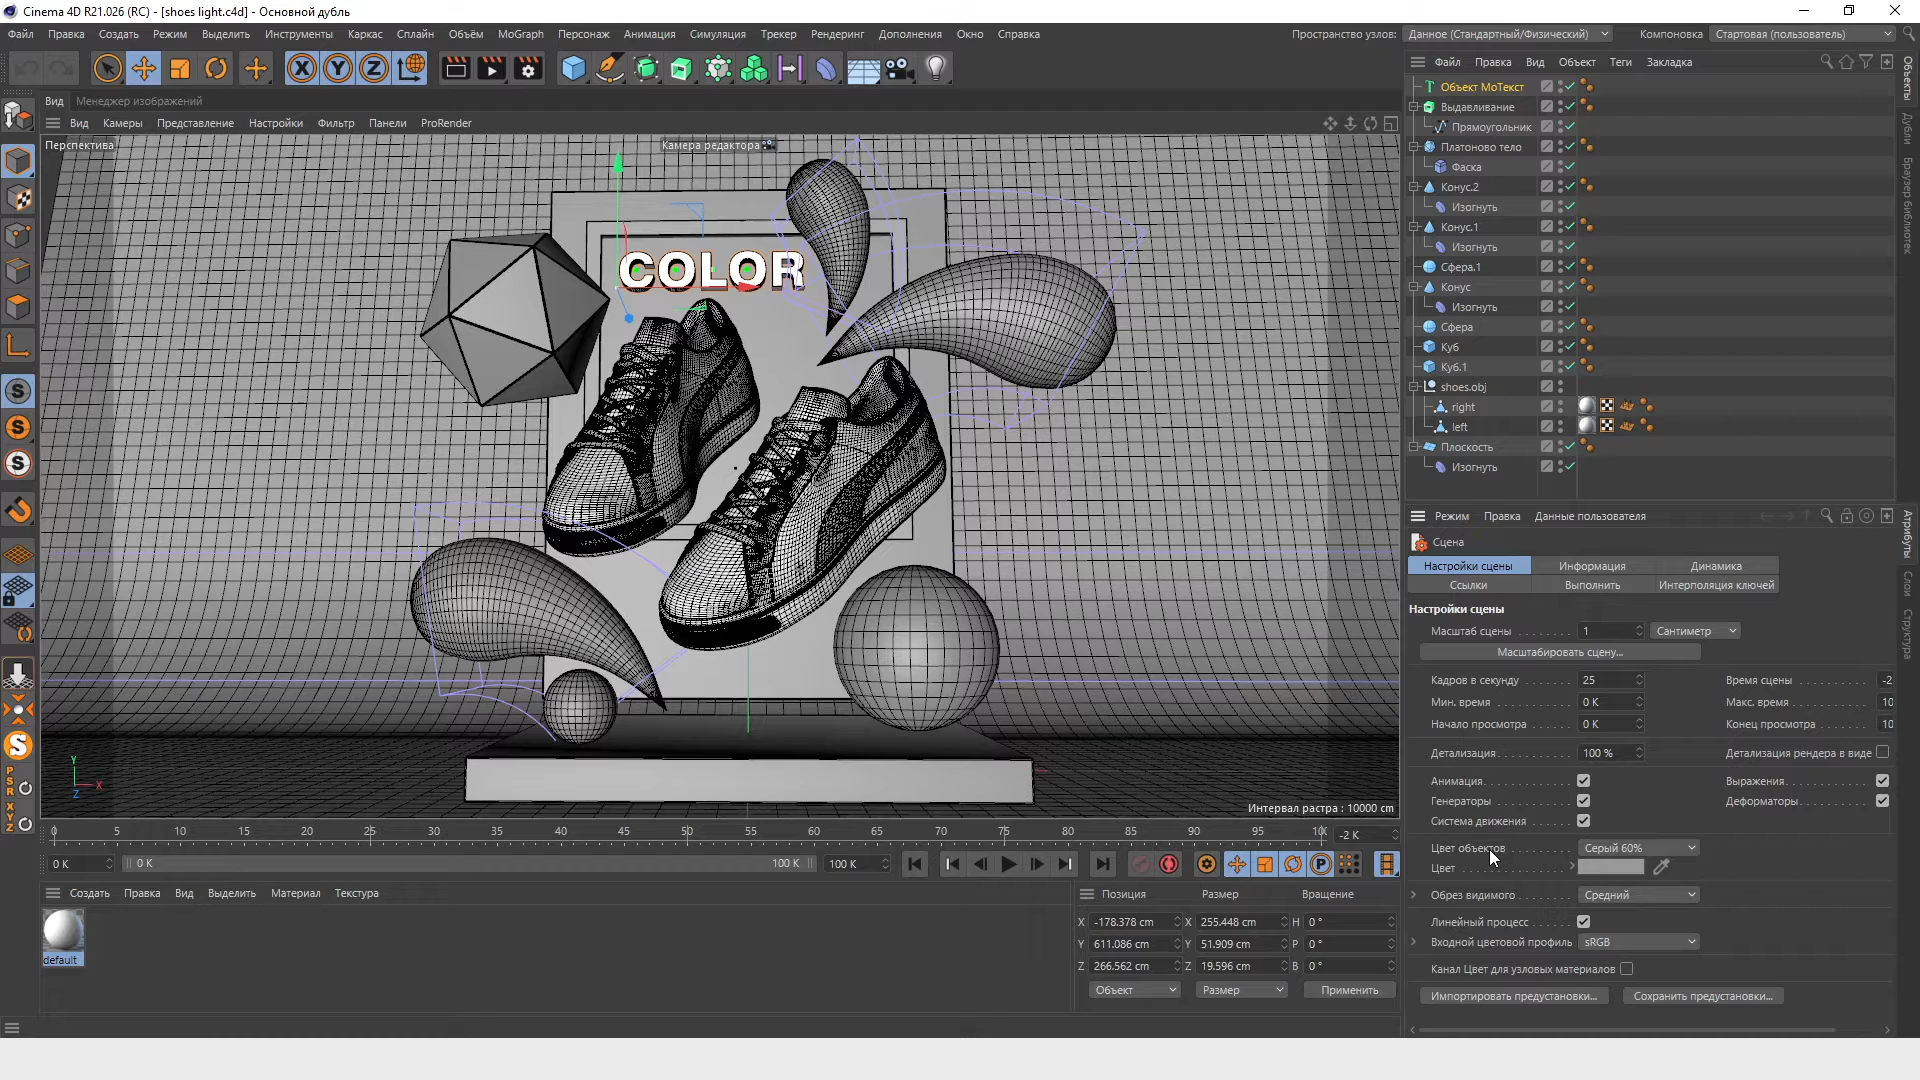 Cinema 4D R21.026 (RC) - [shoes light.c4d] - Основной дубль
Файл Правка Создать Режим Выделить Инструменты Каркас Сплайн Объём MoGraph Персонаж Анимация Симуляция Трекер Рендеринг Дополнения Окно Справка
Пространство узлов: Данное (Стандартный/Физический) Компоновка Стартовая (пользователь)
Файл Правка Вид Объект Теги Закладка
Вид Менеджер изображений
Вид Камеры Представление Настройки Фильтр Панели ProRender
Перспектива
Камера редактора
COLOR
Интервал растра : 10000 cm
Y
X
Z
Объект МоТекст
Выдавливание
Прямоугольник
Платоново тело
Фаска
Конус.2
Изогнуть
Конус.1
Изогнуть
Сфера.1
Конус
Изогнуть
Сфера
Куб
Куб.1
shoes.obj
right
left
Плоскость
Изогнуть
Объекты
Дубли
Браузер библиотек
Режим Правка Данные пользователя
Сцена
Настройки сцены Информация Динамика
Ссылки Выполнить Интерполяция ключей
Настройки сцены
Масштаб сцены 1 Сантиметр
Масштабировать сцену...
Кадров в секунду 25 Время сцены -2
Мин. время 0 K Макс. время 10
Начало просмотра 0 K Конец просмотра 10
Детализация 100 % Детализация рендера в виде
Анимация Выражения
Генераторы Деформаторы
Система движения
Цвет объектов Серый 60%
Цвет
Обрез видимого Средний
Линейный процесс
Входной цветовой профиль sRGB
Канал Цвет для узловых материалов
Импортировать предустановки... Сохранить предустановки...
Атрибуты
Слои
Структура
0 5 10 15 20 25 30 35 40 45 50 55 60 65 70 75 80 85 90 95 10 -2 K
0 K 0 K 100 K 100 K
Создать Правка Вид Выделить Материал Текстура
default
Позиция Размер Вращение
X -178.378 cm X 255.448 cm H 0 °
Y 611.086 cm Y 51.909 cm P 0 °
Z 266.562 cm Z 19.596 cm B 0 °
Объект Размер Применить
X Y Z
S
S
S
S
P
S
R
X
Y
Z
P